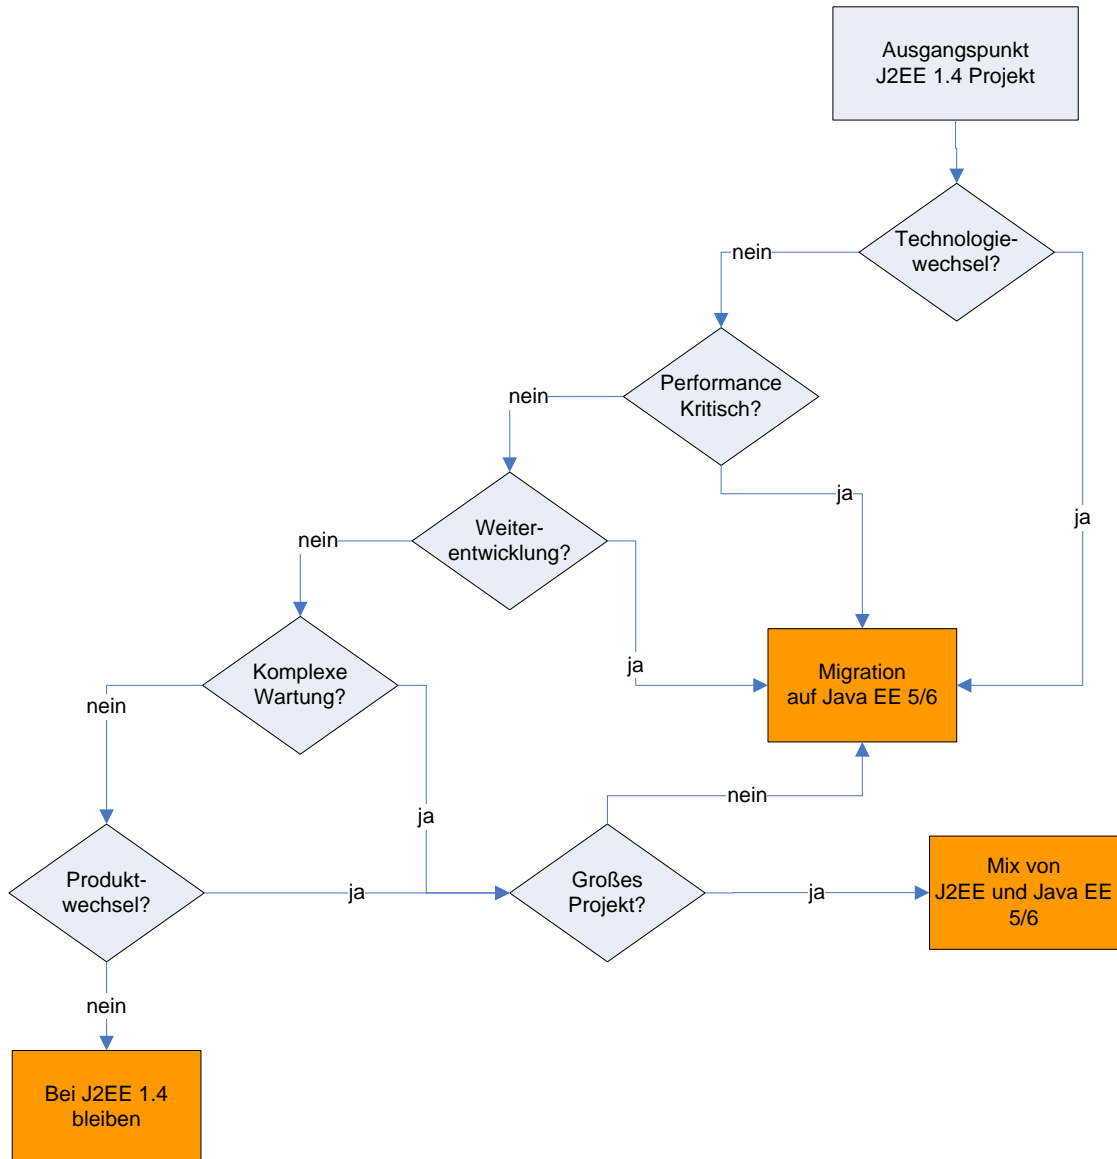 Ausgangspunkt
J2EE 1.4 Projekt
Technologie-
wechsel?
nein
Performance
Kritisch?
nein
ja
ja
Weiter-
entwicklung?
nein
Komplexe
Wartung?
ja
Migration
auf Java EE 5/6
nein
nein
ja
Produkt-
wechsel?
ja
Großes
Projekt?
ja
Mix von
J2EE und Java EE
5/6
nein
Bei J2EE 1.4
bleiben